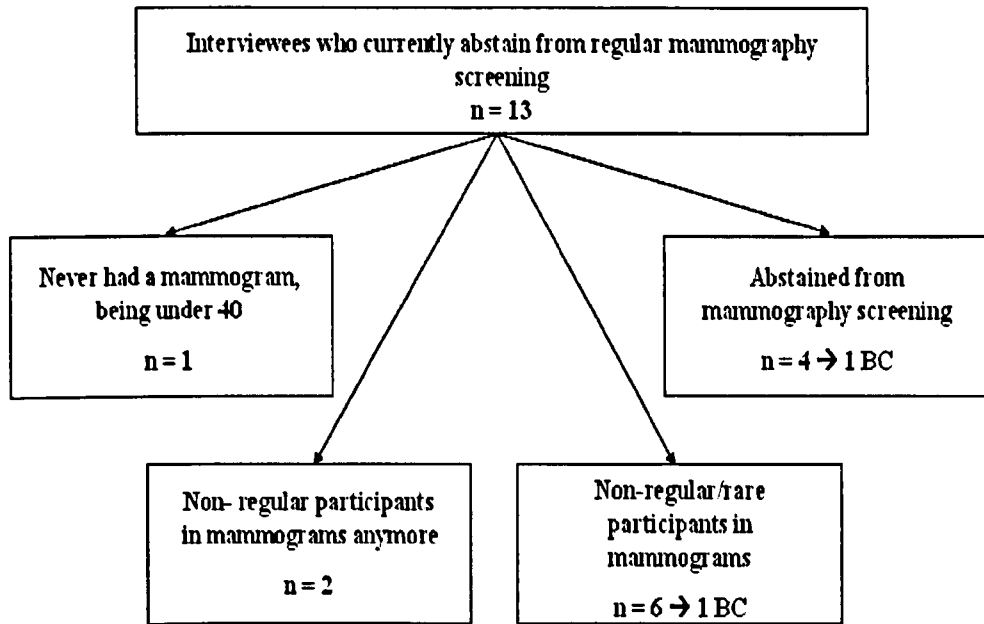 Interviewees who currently abstain from regular mammography
screening
n = 13
Never had a mammogram,
being under 40
n = 1
Abstained from
mammography screening
n = 4 → 1 BC
Non- regular participants
in mammograms anymore
n = 2
Non-regular/rare
participants in
mammograms
n = 6 → 1 BC